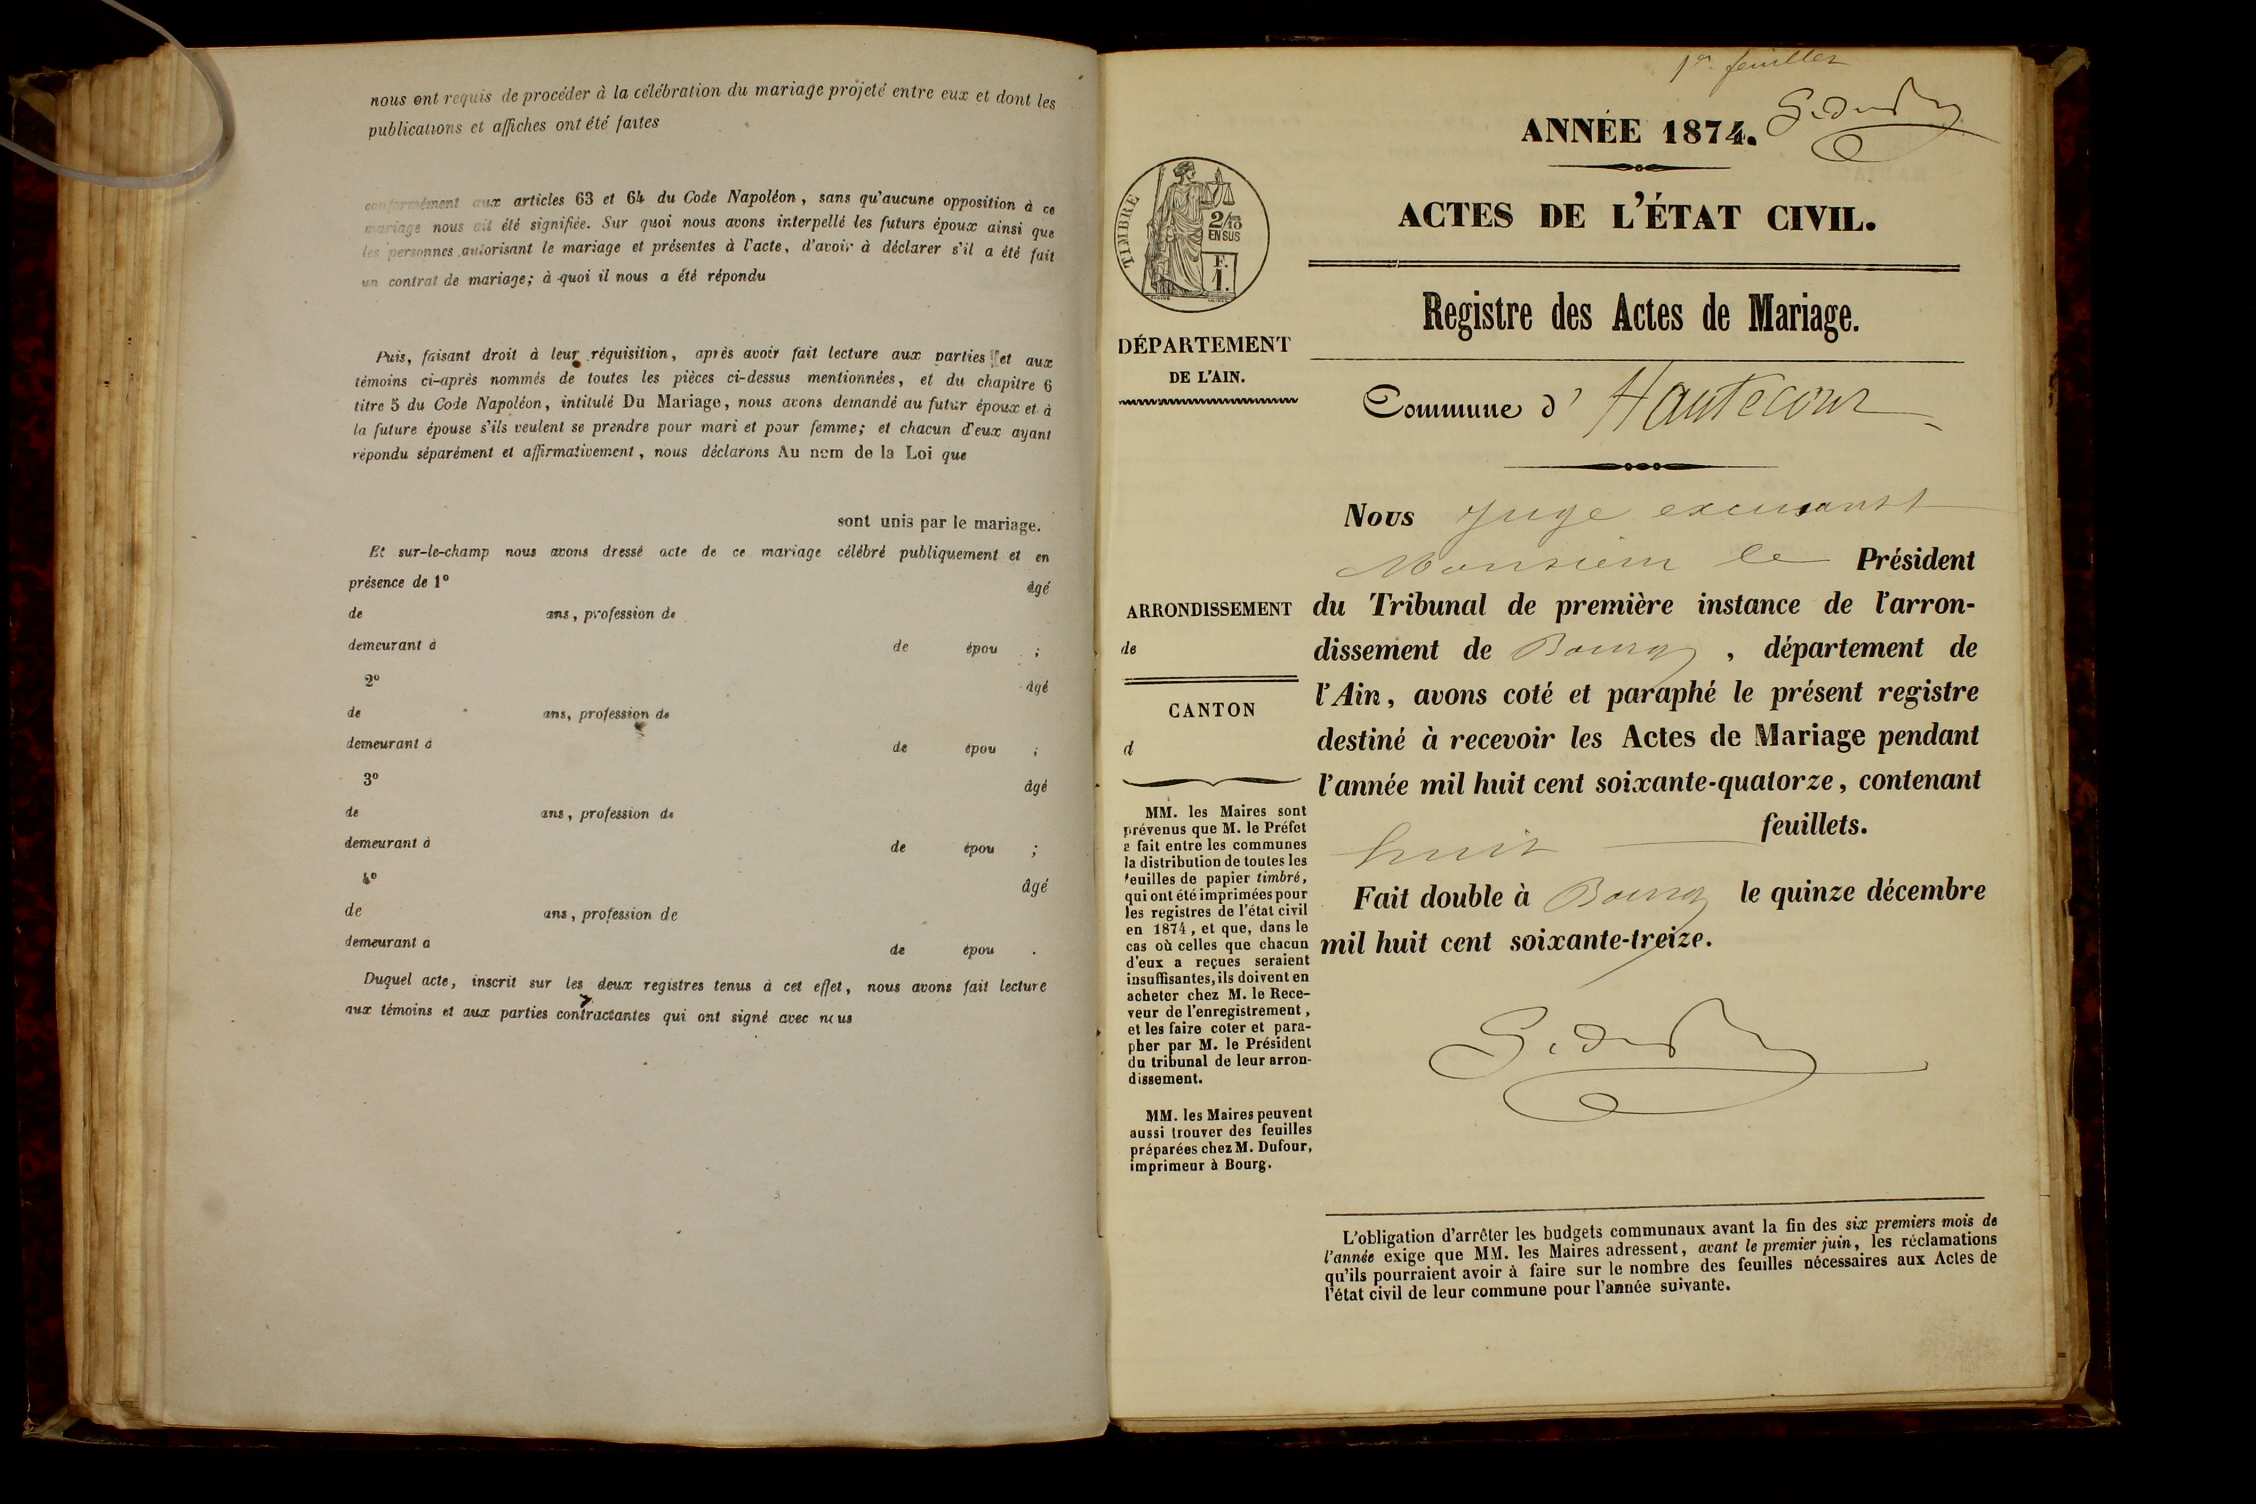 nous ont requis de procéder à la célébration du mariage projeté entre eux et dont les
publications et affiches ont été faites
conformément aux articles 63 et 64 du Code Napoléon, sans qu'aucune opposition à ce
mariage nous ait été signifiée. Sur quoi nous avons interpellé les futurs époux ainsi que
les personnes autorisant le mariage et présentes à l'acte, d'avoir à déclarer s'il a été fait
un contrat de mariage; à quoi il nous a été répondu
Puis, faisant droit à leur réquisition, après avoir fait lecture aux parties et aux
témoins ci-après nommés de toutes les pièces ci-dessus mentionnées, et du chapitre 6
titre 5 du Code Napoléon, intitulé Du Mariage, nous avons demandé au futur époux et à
la future épouse s'ils veulent se prendre pour mari et pour femme; et chacun d'eux ayant
répondu séparément et affirmativement, nous déclarons Au nom de la Loi que
sont unis par le mariage.
Et sur-le-champ nous avons dressé acte de ce mariage célébré publiquement et en
présence de 1º âgé
de ans, profession de
demeurant à de épou ;
2º âgé
de ans, profession de
demeurant à de épou ;
3º âgé
de ans, profession de
demeurant à de épou ;
4º âgé
de ans, profession de
demeurant à de épou .
Duquel acte, inscrit sur les deux registres tenus à cet effet, nous avons fait lecture
aux témoins et aux parties contractantes qui ont signé avec nous
1er feuillet
ANNÉE 1874.
ACTES DE L'ÉTAT CIVIL.
TIMBRE
2/10
EN SUS
F.
1.
Registre des Actes de Mariage.
DÉPARTEMENT
DE L'AIN.
Commune d' Hautecour
Nous Juge excusant
Monsieur le Président
du Tribunal de première instance de l'arron-
dissement de Bourg, département de
l'Ain, avons coté et paraphé le présent registre
destiné à recevoir les Actes de Mariage pendant
l'année mil huit cent soixante-quatorze, contenant
huit feuillets.
Fait double à Bourg le quinze décembre
mil huit cent soixante-treize.
ARRONDISSEMENT
de
CANTON
d
MM. les Maires sont
prévenus que M. le Préfet
a fait entre les communes
la distribution de toutes les
feuilles de papier timbré,
qui ont été imprimées pour
les registres de l'état civil
en 1874, et que, dans le
cas où celles que chacun
d'eux a reçues seraient
insuffisantes, ils doivent en
acheter chez M. le Rece-
veur de l'enregistrement,
et les faire coter et para-
pher par M. le Président
du tribunal de leur arron-
dissement.
MM. les Maires peuvent
aussi trouver des feuilles
préparées chez M. Dufour,
imprimeur à Bourg.
L'obligation d'arrêter les budgets communaux avant la fin des six premiers mois de
l'année exige que MM. les Maires adressent, avant le premier juin, les réclamations
qu'ils pourraient avoir à faire sur le nombre des feuilles nécessaires aux Actes de
l'état civil de leur commune pour l'année suivante.